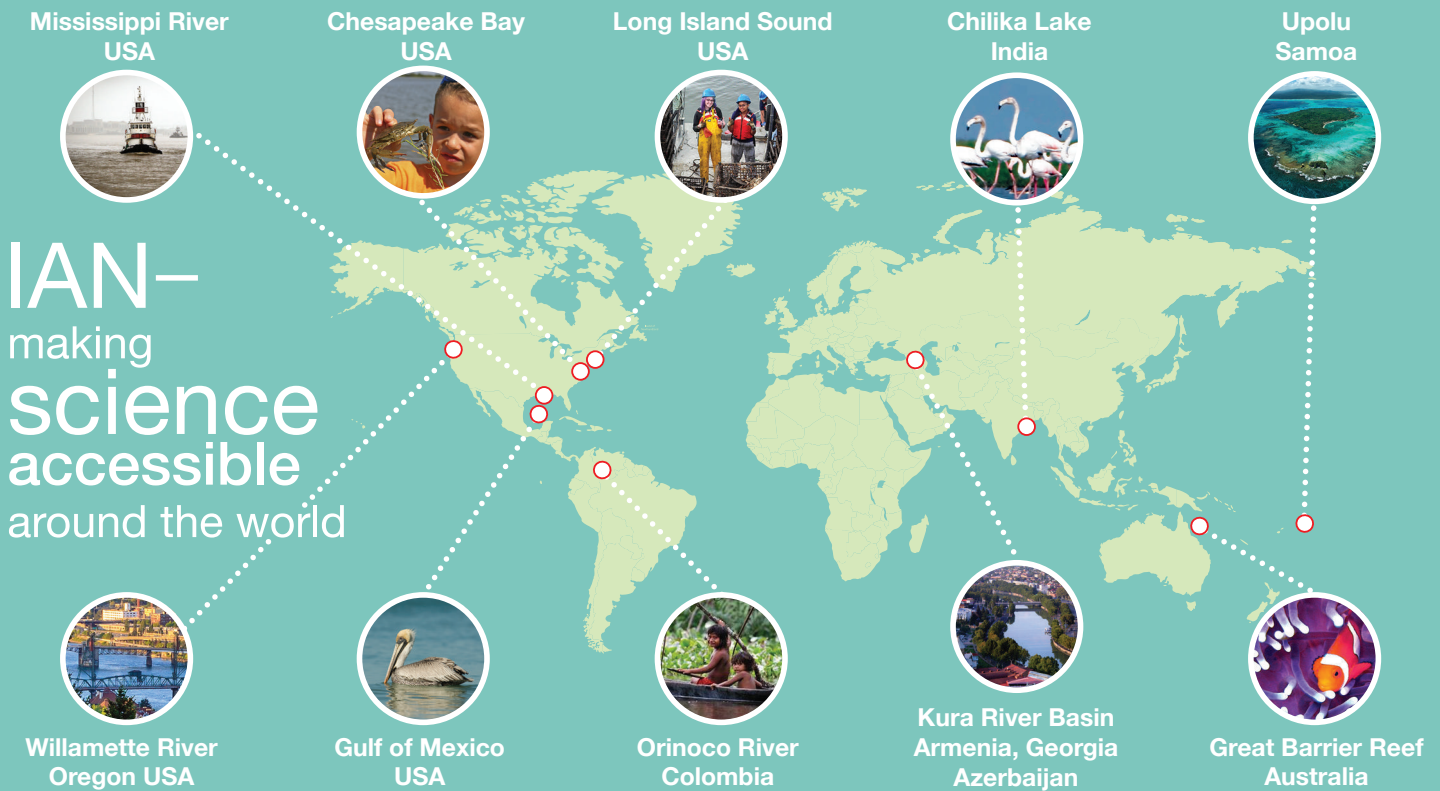 Mississippi River
USA
Chesapeake Bay
USA
Long Island Sound
USA
Chilika Lake
India
Upolu
Samoa
IAN–
making
science
accessible
around the world
Willamette River
Oregon USA
Gulf of Mexico
USA
Orinoco River
Colombia
Kura River Basin
Armenia, Georgia
Azerbaijan
Great Barrier Reef
Australia